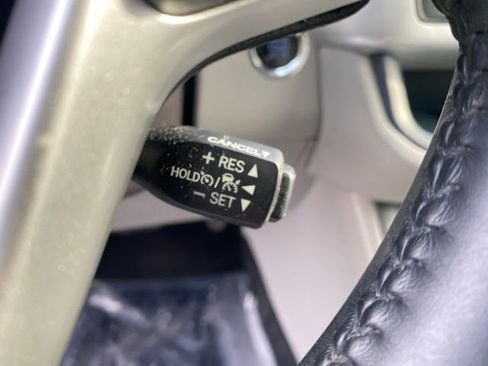 CANCEL
+ RES
HOLD /
– SET